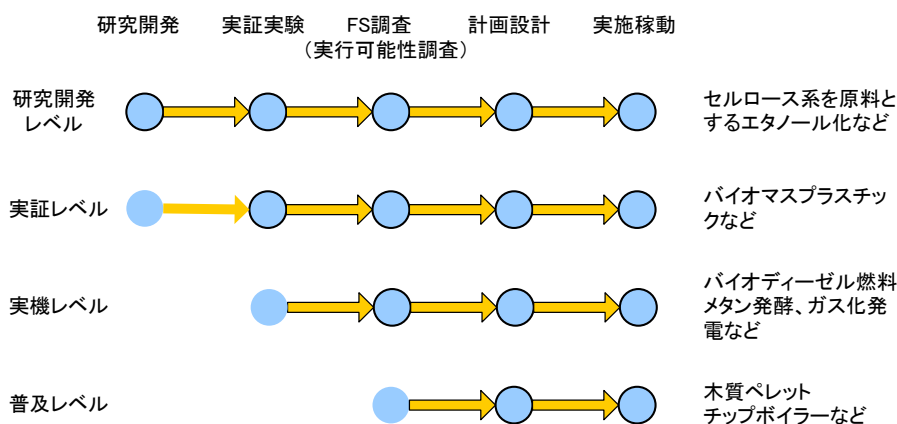 研究開発 実証実験 FS調査 計画設計 実施稼動
（実行可能性調査）
研究開発
レベル
セルロース系を原料と
するエタノール化など
実証レベル
バイオマスプラスチッ
クなど
実機レベル
バイオディーゼル燃料
メタン発酵、ガス化発
電など
普及レベル
木質ペレット
チップボイラーなど